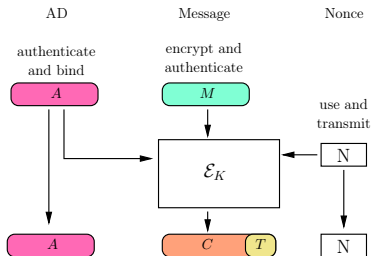 AD Message Nonce
authenticate
and bind
encrypt and
authenticate
use and
transmit
A
M
N
ℰ_K
A
C
T
N